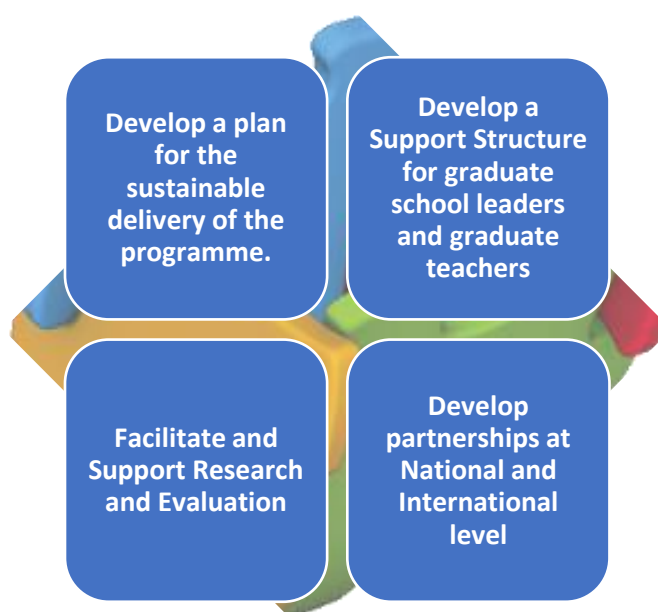 Develop a plan
for the
sustainable
delivery of the
programme.
Develop a
Support Structure
for graduate
school leaders
and graduate
teachers
Facilitate and
Support Research
and Evaluation
Develop
partnerships at
National and
International
level